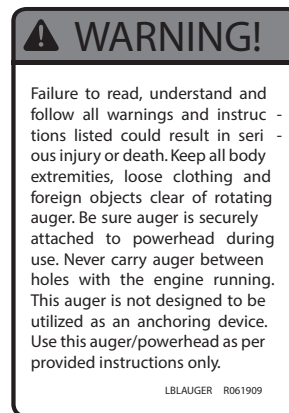 WARNING!
Failure to read, understand and
follow all warnings and instruc -
tions listed could result in seri -
ous injury or death. Keep all body
extremities, loose clothing and
foreign objects clear of rotating
auger. Be sure auger is securely
attached to powerhead during
use. Never carry auger between
holes with the engine running.
This auger is not designed to be
utilized as an anchoring device.
Use this auger/powerhead as per
provided instructions only.
LBLAUGER R061909